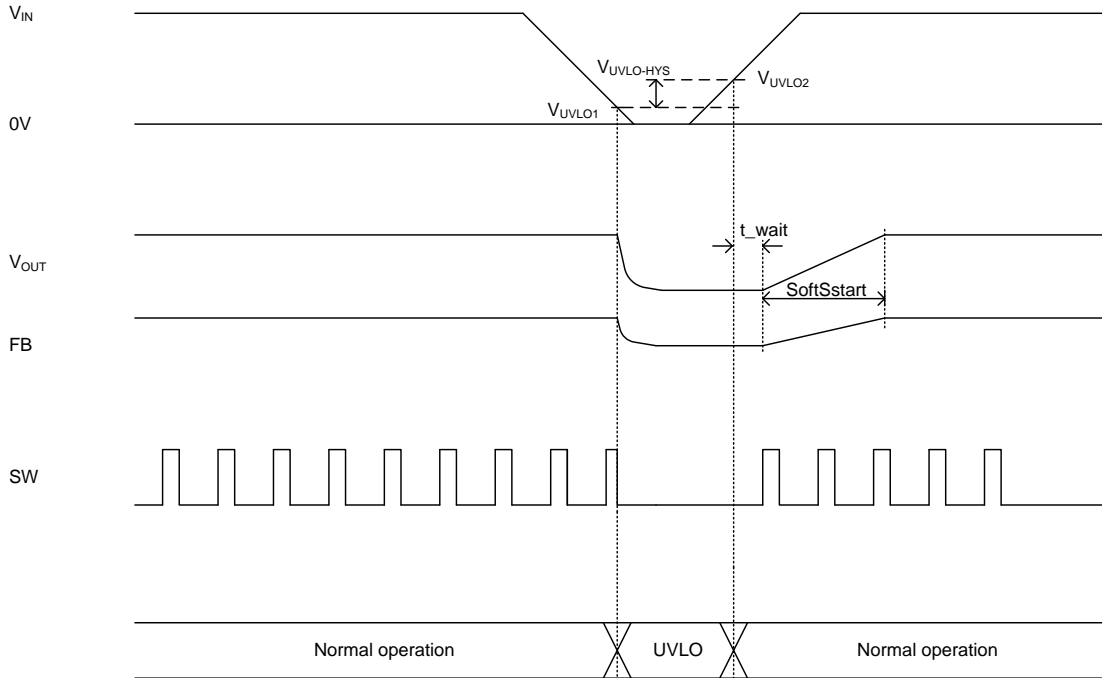 VIN
VUVLO-HYS
VUVLO2
VUVLO1
0V
t_wait
VOUT
SoftSstart
FB
SW
Normal operation
UVLO
Normal operation